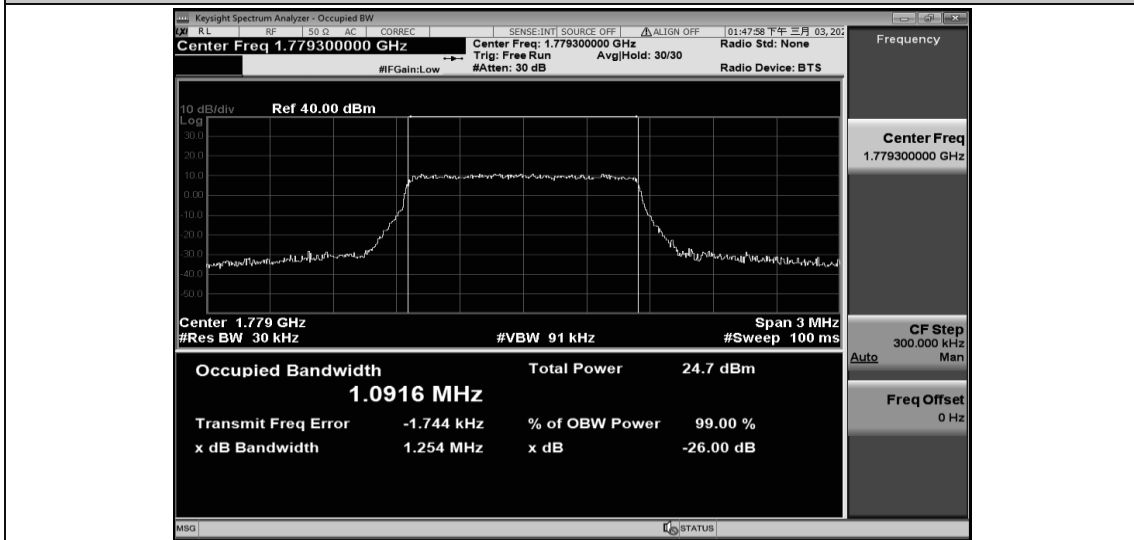 Keysight Spectrum Analyzer - Occupied BW
LXI RL RF 50 Ω AC CORREC SENSE:INT SOURCE OFF ⚠ALIGN OFF 01:47:58 下午 三月 03, 202
Center Freq 1.779300000 GHz
Center Freq: 1.779300000 GHz
Radio Std: None
Trig: Free Run Avg|Hold: 30/30
#IFGain:Low
#Atten: 30 dB
Radio Device: BTS
Frequency
10 dB/div Ref 40.00 dBm
Log
30.0
20.0
10.0
0.00
-10.0
-20.0
-30.0
-40.0
-50.0
Center 1.779 GHz
Span 3 MHz
#Res BW 30 kHz
#VBW 91 kHz
#Sweep 100 ms
Occupied Bandwidth
1.0916 MHz
Total Power 24.7 dBm
Transmit Freq Error -1.744 kHz
% of OBW Power 99.00 %
x dB Bandwidth 1.254 MHz
x dB -26.00 dB
Center Freq
1.779300000 GHz
CF Step
300.000 kHz
Auto Man
Freq Offset
0 Hz
MSG
STATUS